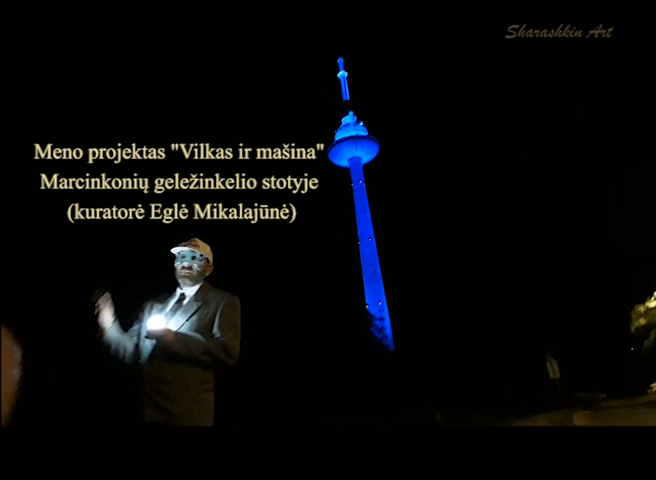 Sharashkin Art
Meno projektas "Vilkas ir mašina"
Marcinkonių geležinkelio stotyje
(kuratorė Eglė Mikalajūnė)